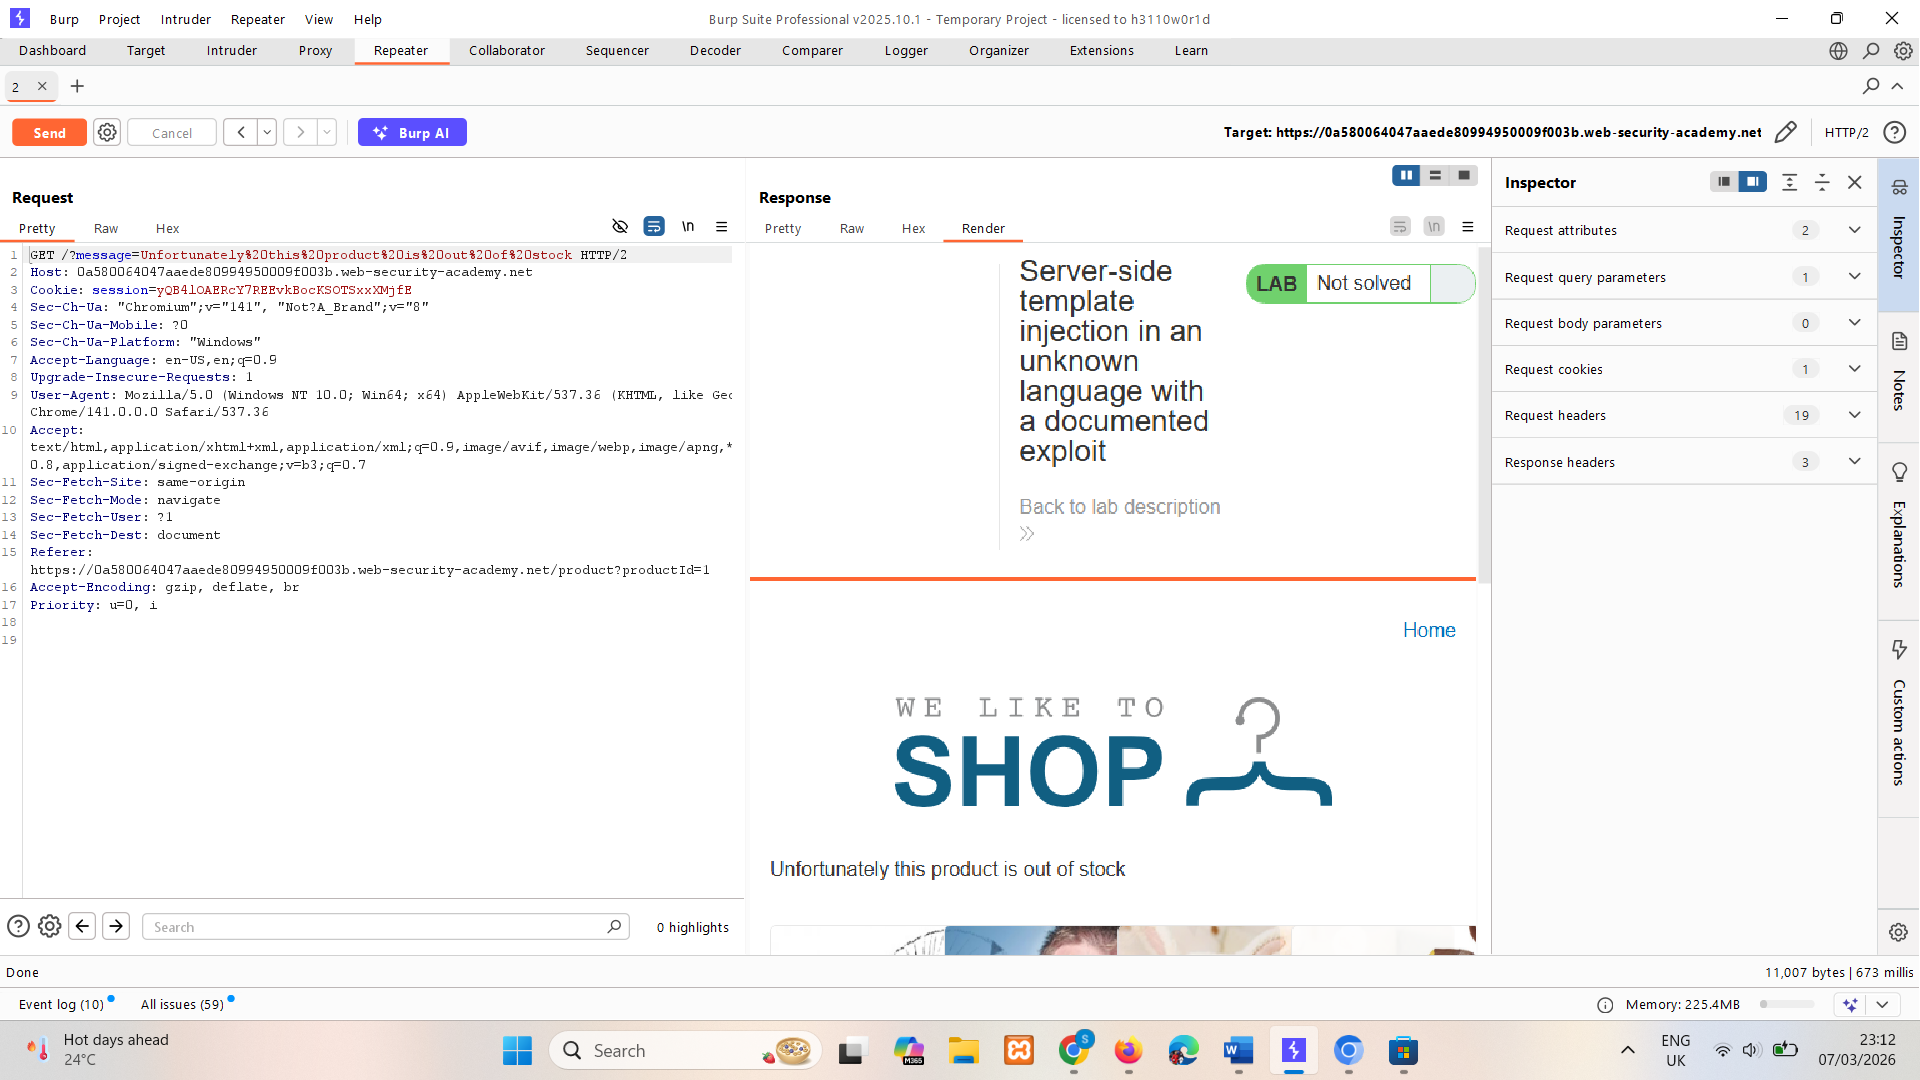 Burp Project Intruder Repeater View Help
Burp Suite Professional v2025.10.1 - Temporary Project - licensed to h3110w0r1d
Dashboard Target Intruder Proxy Repeater Collaborator Sequencer Decoder Comparer Logger Organizer Extensions Learn
2
Send Cancel Burp AI
Target: https://0a580064047aaede80994950009f003b.web-security-academy.net
HTTP/2
Request
Pretty Raw Hex
\n
1 GET /?message=Unfortunately%20this%20product%20is%20out%20of%20stock HTTP/2
2 Host: 0a580064047aaede80994950009f003b.web-security-academy.net
3 Cookie: session=yQB4lOAERcY7REEvkBocKSOTSxxXMjfE
4 Sec-Ch-Ua: "Chromium";v="141", "Not?A_Brand";v="8"
5 Sec-Ch-Ua-Mobile: ?0
6 Sec-Ch-Ua-Platform: "Windows"
7 Accept-Language: en-US,en;q=0.9
8 Upgrade-Insecure-Requests: 1
9 User-Agent: Mozilla/5.0 (Windows NT 10.0; Win64; x64) AppleWebKit/537.36 (KHTML, like Gec
Chrome/141.0.0.0 Safari/537.36
10 Accept:
text/html,application/xhtml+xml,application/xml;q=0.9,image/avif,image/webp,image/apng,*
0.8,application/signed-exchange;v=b3;q=0.7
11 Sec-Fetch-Site: same-origin
12 Sec-Fetch-Mode: navigate
13 Sec-Fetch-User: ?1
14 Sec-Fetch-Dest: document
15 Referer:
https://0a580064047aaede80994950009f003b.web-security-academy.net/product?productId=1
16 Accept-Encoding: gzip, deflate, br
17 Priority: u=0, i
18
19
Search
0 highlights
Response
Pretty Raw Hex Render
\n
Server-side
template
injection in an
unknown
language with
a documented
exploit
LAB Not solved
Back to lab description
Home
WE LIKE TO
SHOP
Unfortunately this product is out of stock
Inspector
Request attributes 2
Request query parameters 1
Request body parameters 0
Request cookies 1
Request headers 19
Response headers 3
Inspector
Notes
Explanations
Custom actions
Done
11,007 bytes | 673 millis
Event log (10) All issues (59)
Memory: 225.4MB
Hot days ahead
24°C
Search
M365
S
W
ENG
UK
23:12
07/03/2026